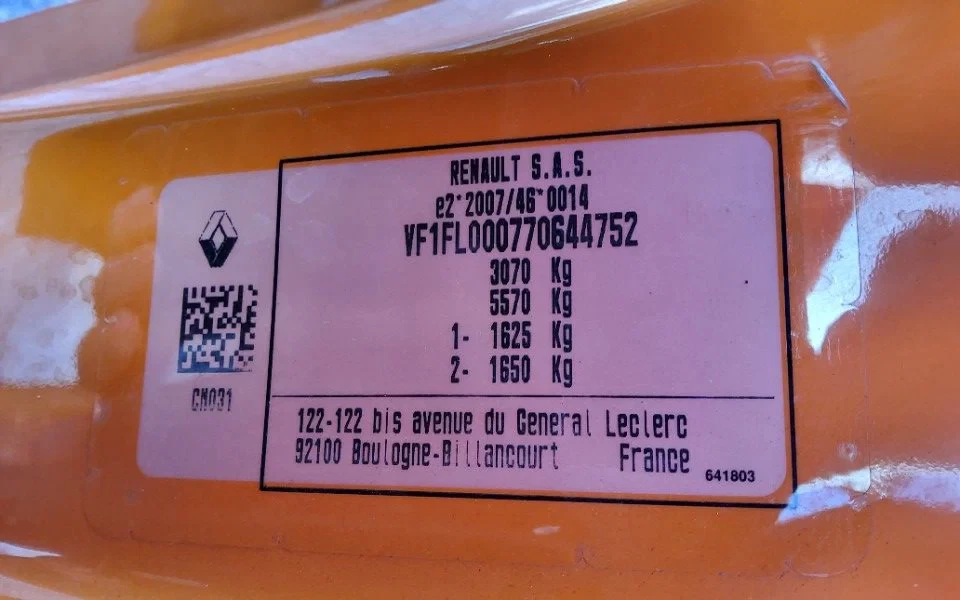 RENAULT S.A.S.
e2*2007/46*0014
VF1FL000770644752
3070 Kg
5570 Kg
1- 1625 Kg
2- 1650 Kg
CN031
122-122 bis avenue du General Leclerc
92100 Boulogne-Billancourt France
641803